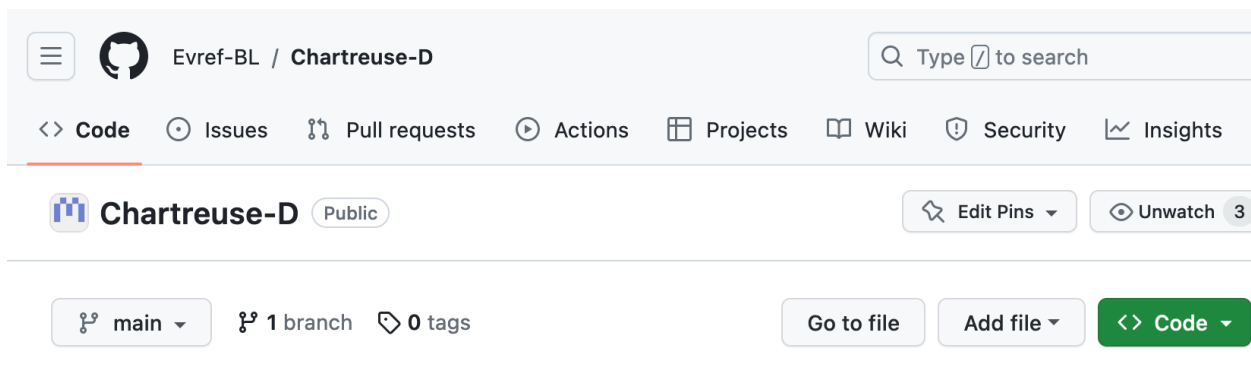 Evref-BL / Chartreuse-D Type / to search
Code Issues Pull requests Actions Projects Wiki Security Insights
Chartreuse-D Public Edit Pins Unwatch 3
main 1 branch 0 tags Go to file Add file Code